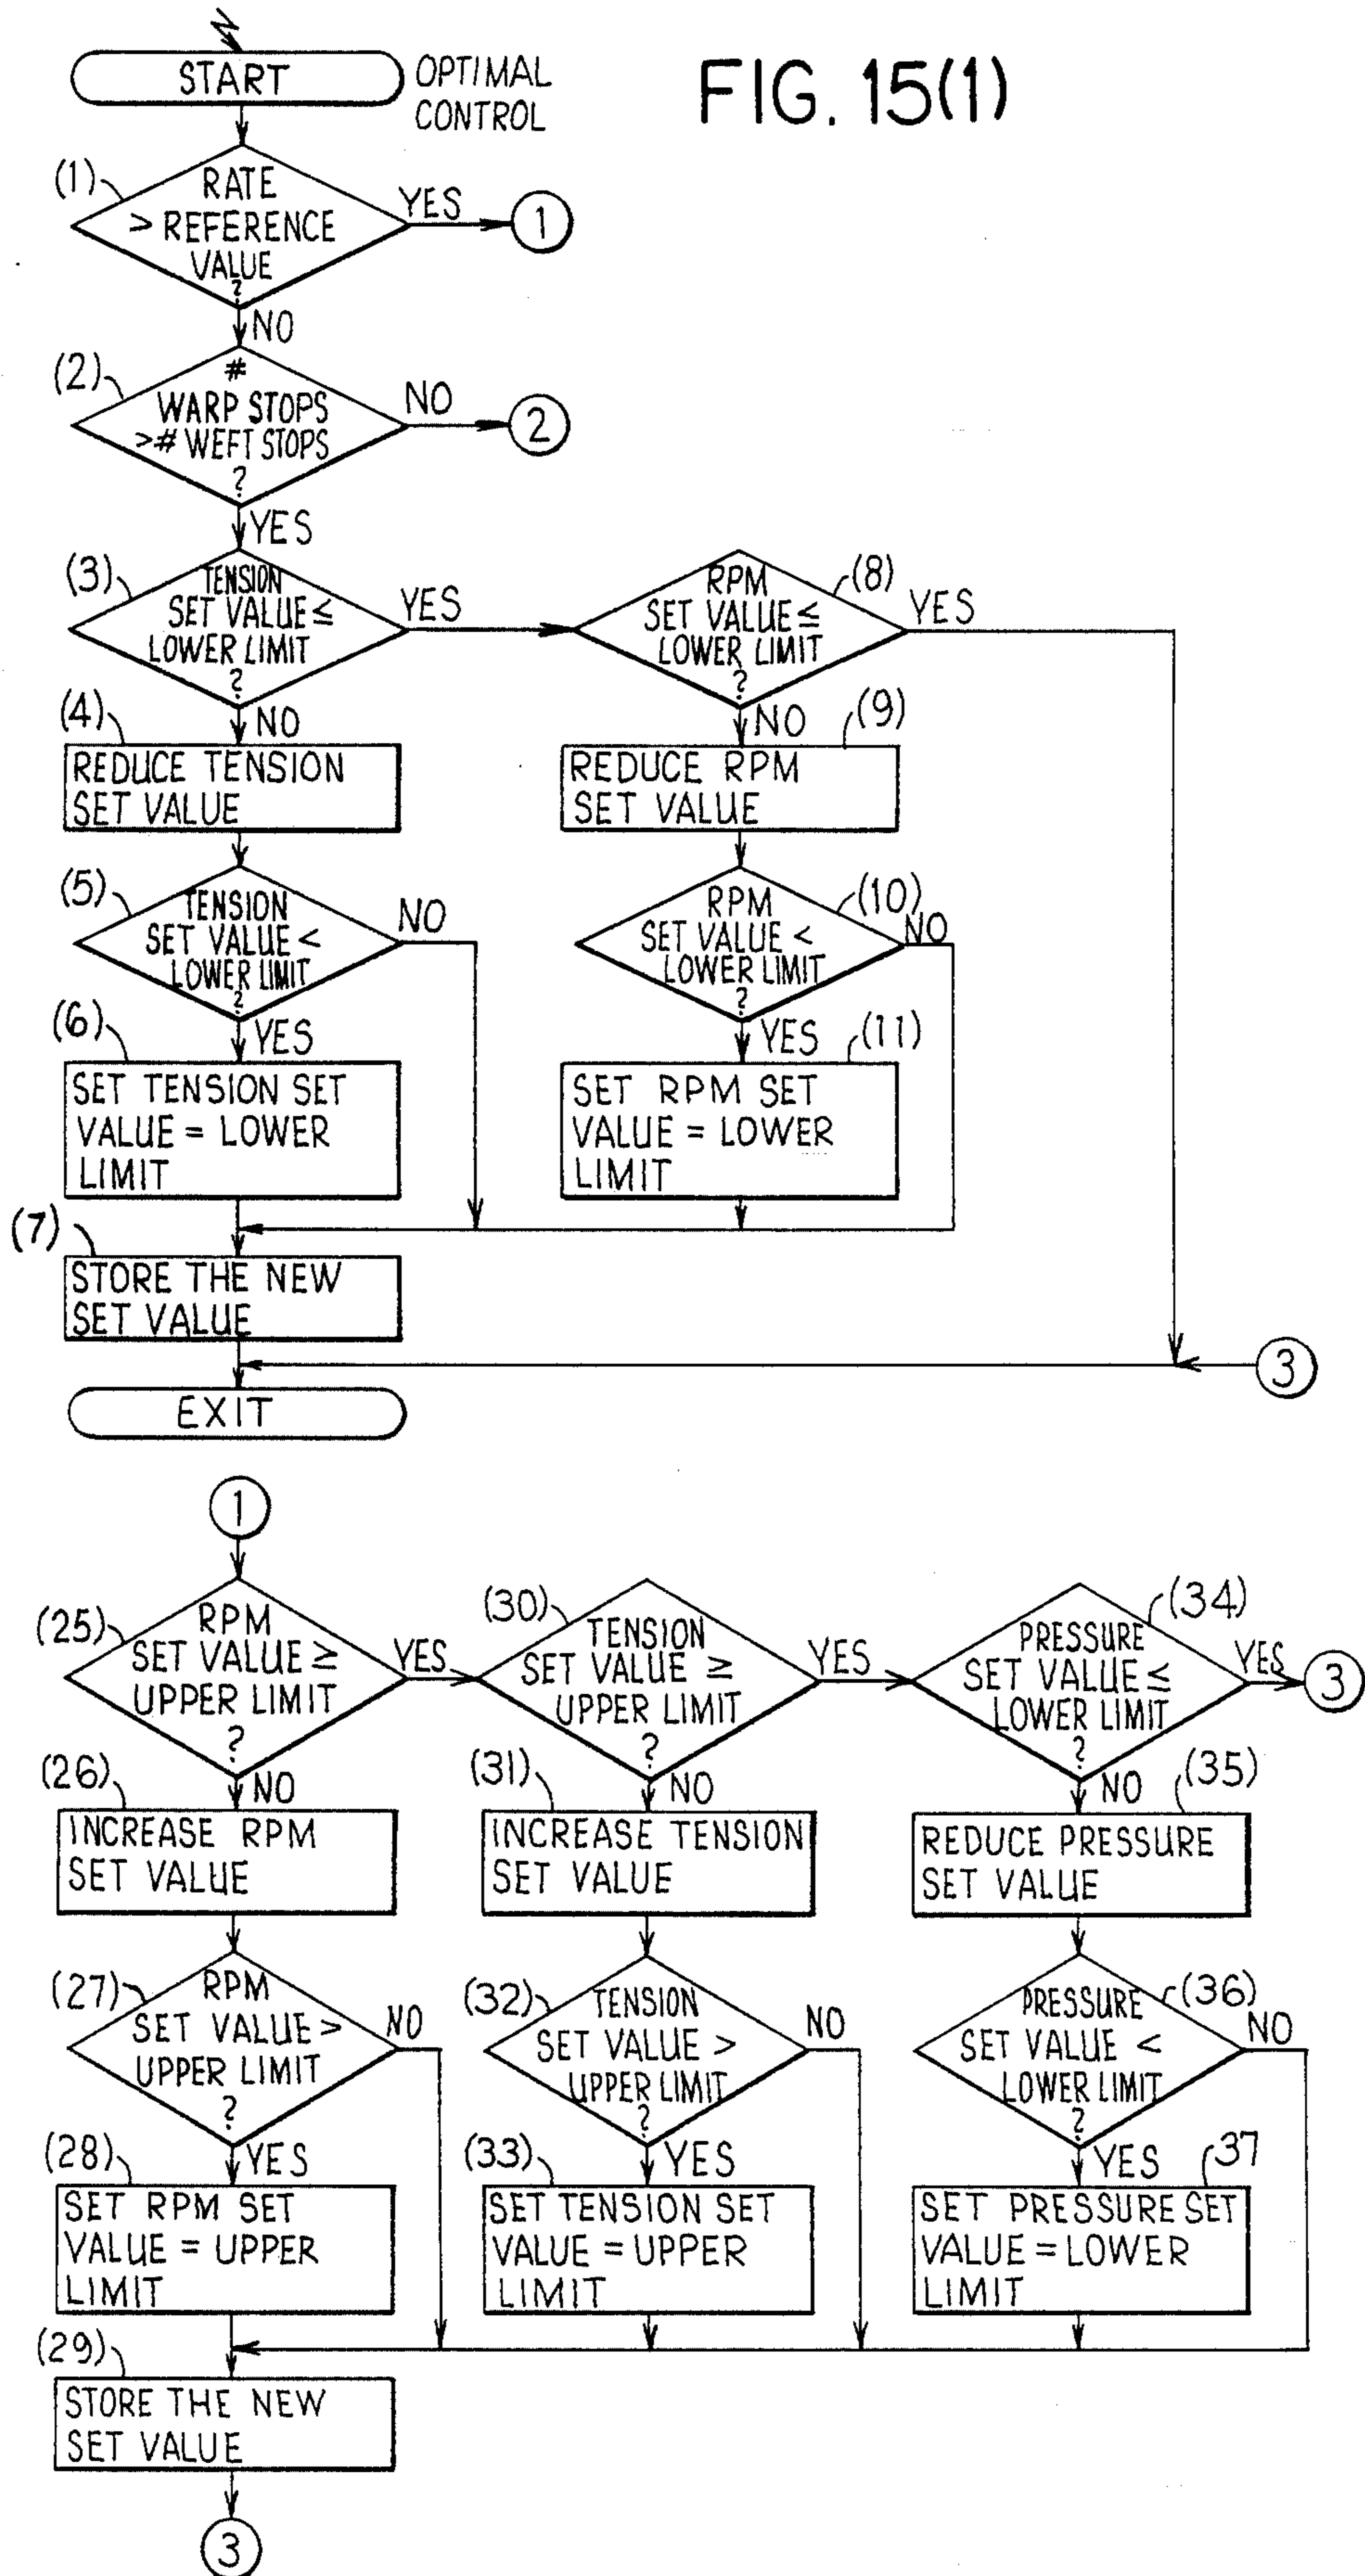 START
OPTIMAL
CONTROL
FIG. 15(1)
(1)
RATE
> REFERENCE
VALUE
?
YES
1
NO
(2)
#
WARP STOPS
># WEFT STOPS
?
NO
2
YES
(3)
TENSION
SET VALUE ≤
LOWER LIMIT
?
YES
(8)
RPM
SET VALUE ≤
LOWER LIMIT
?
YES
NO
NO
(4)
REDUCE TENSION
SET VALUE
(9)
REDUCE RPM
SET VALUE
(5)
TENSION
SET VALUE <
LOWER LIMIT
?
NO
(10)
RPM
SET VALUE <
LOWER LIMIT
?
NO
YES
YES
(6)
SET TENSION SET
VALUE = LOWER
LIMIT
(11)
SET RPM SET
VALUE = LOWER
LIMIT
(7)
STORE THE NEW
SET VALUE
3
EXIT
1
(25)
RPM
SET VALUE ≥
UPPER LIMIT
?
YES
(30)
TENSION
SET VALUE ≥
UPPER LIMIT
?
YES
(34)
PRESSURE
SET VALUE ≤
LOWER LIMIT
?
YES
3
NO
NO
NO
(26)
INCREASE RPM
SET VALUE
(31)
INCREASE TENSION
SET VALUE
(35)
REDUCE PRESSURE
SET VALUE
(27)
RPM
SET VALUE >
UPPER LIMIT
?
NO
(32)
TENSION
SET VALUE >
UPPER LIMIT
?
NO
(36)
PRESSURE
SET VALUE <
LOWER LIMIT
?
NO
YES
YES
YES
(28)
SET RPM SET
VALUE = UPPER
LIMIT
(33)
SET TENSION SET
VALUE = UPPER
LIMIT
37
SET PRESSURE SET
VALUE = LOWER
LIMIT
(29)
STORE THE NEW
SET VALUE
3